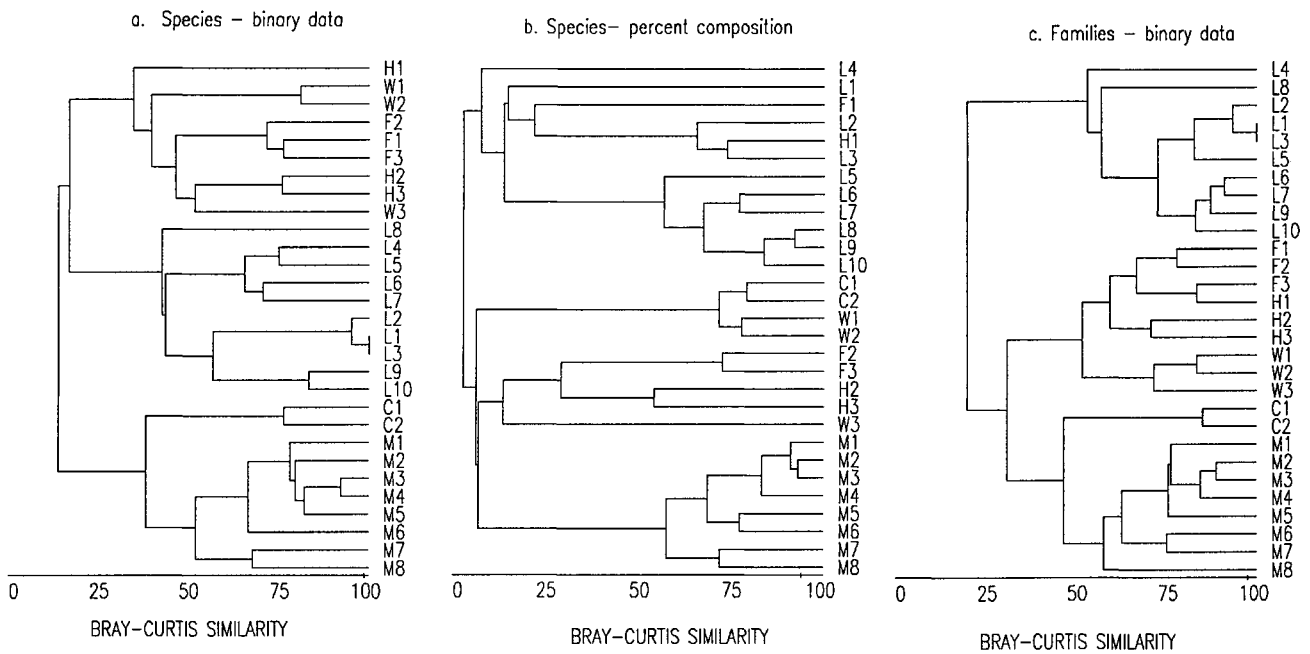 a. Species – binary data
H1
W1
W2
F2
F1
F3
H2
H3
W3
L8
L4
L5
L6
L7
L2
L1
L3
L9
L10
C1
C2
M1
M2
M3
M4
M5
M6
M7
M8
0 25 50 75 100
BRAY–CURTIS SIMILARITY
b. Species– percent composition
L4
L1
F1
L2
H1
L3
L5
L6
L7
L8
L9
L10
C1
C2
W1
W2
F2
F3
H2
H3
W3
M1
M2
M3
M4
M5
M6
M7
M8
0 25 50 75 100
BRAY–CURTIS SIMILARITY
c. Families – binary data
L4
L8
L2
L1
L3
L5
L6
L7
L9
L10
F1
F2
F3
H1
H2
H3
W1
W2
W3
C1
C2
M1
M2
M3
M4
M5
M6
M7
M8
0 25 50 75 100
BRAY–CURTIS SIMILARITY